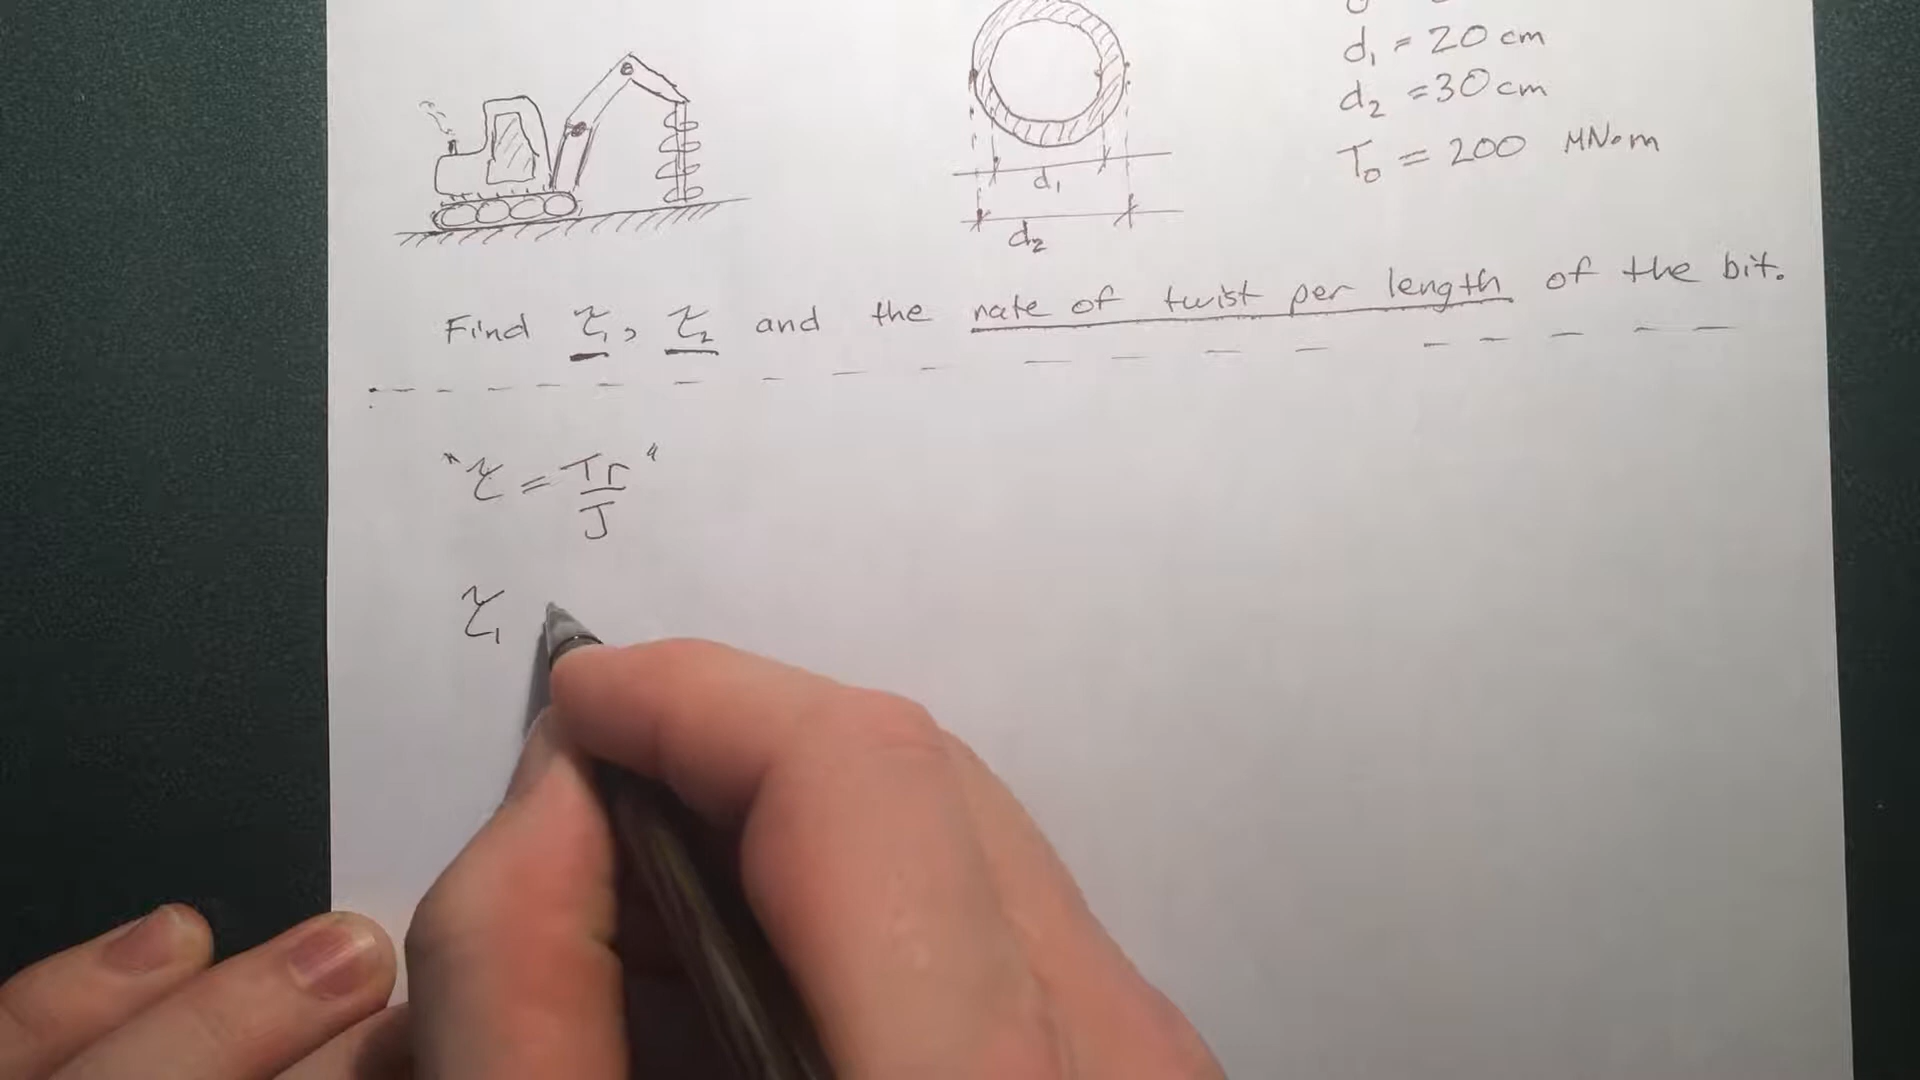 d₁ = 20 cm
d₂ = 30 cm
T₀ = 200 MN·m
d₁
d₂
Find τ₁, τ₂ and the rate of twist per length of the bit.
"τ = Tr/J"
τ₁